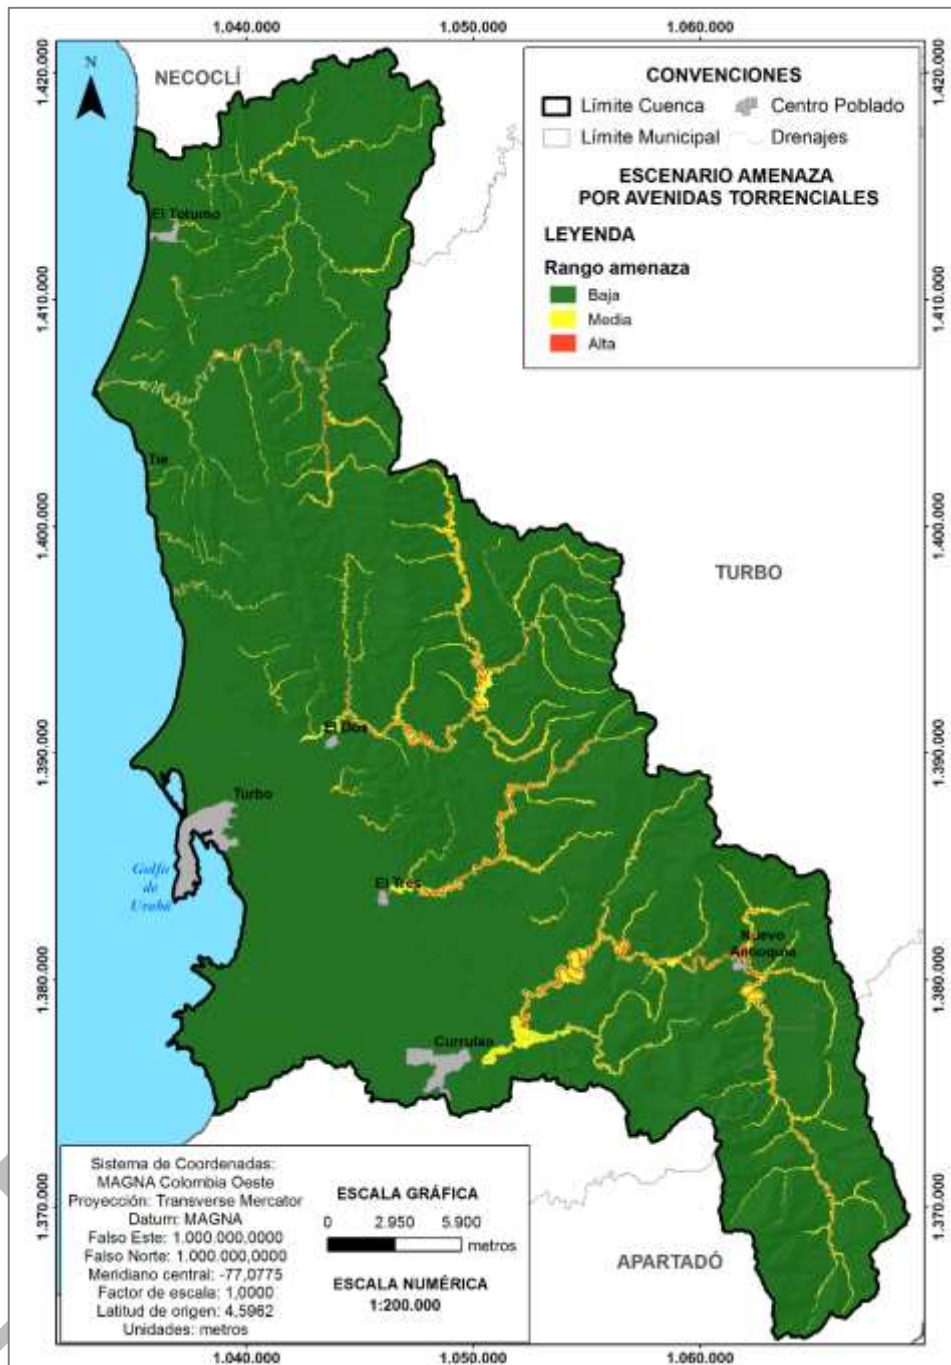 1.040.000 1.050.000 1.060.000
1.420.000 1.420.000
N
NECOCLÍ
CONVENCIONES
Límite Cuenca Centro Poblado
Límite Municipal Drenajes
ESCENARIO AMENAZA
POR AVENIDAS TORRENCIALES
LEYENDA
Rango amenaza
Baja
Media
Alta
El Totumo
1.410.000 1.410.000
Tie
1.400.000 1.400.000
TURBO
El Dos
1.390.000 1.390.000
Turbo
Golfo
de
Urabá
El Tres
Nuevo
Antioquia
1.380.000 1.380.000
Currulao
1.370.000 1.370.000
APARTADÓ
Sistema de Coordenadas:
MAGNA Colombia Oeste
Proyección: Transverse Mercator
Datum: MAGNA
Falso Este: 1.000.000,0000
Falso Norte: 1.000.000,0000
Meridiano central: -77,0775
Factor de escala: 1,0000
Latitud de origen: 4,5962
Unidades: metros
ESCALA GRÁFICA
0 2.950 5.900
metros
ESCALA NUMÉRICA
1:200.000
1.040.000 1.050.000 1.060.000